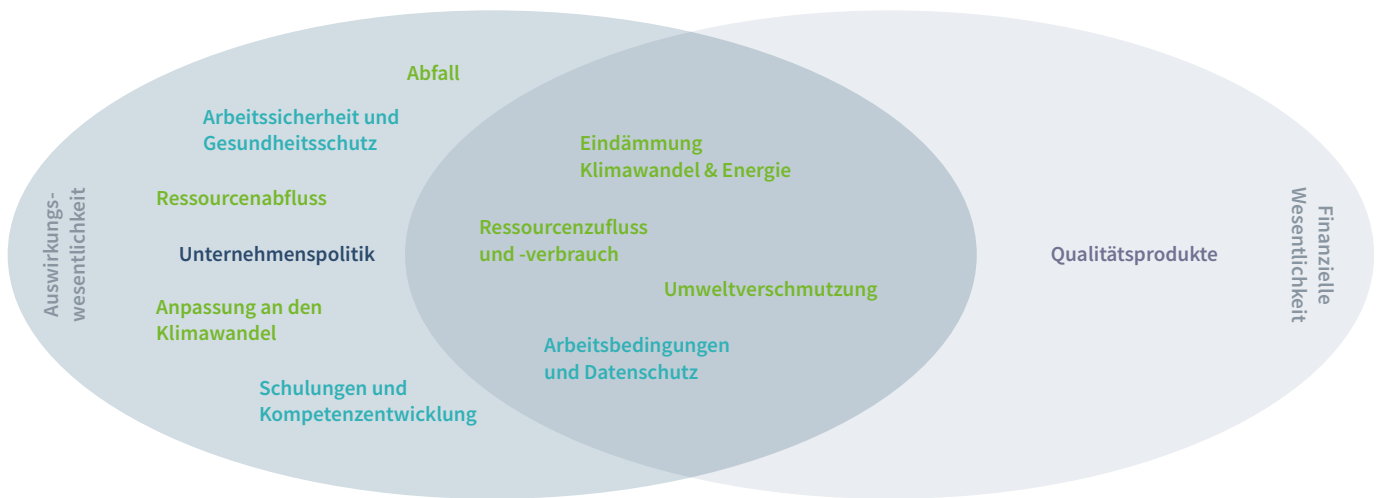 Auswirkungs-
wesentlichkeit
Abfall
Arbeitssicherheit und
Gesundheitsschutz
Ressourcenabfluss
Unternehmenspolitik
Anpassung an den
Klimawandel
Schulungen und
Kompetenzentwicklung
Eindämmung
Klimawandel & Energie
Ressourcenzufluss
und -verbrauch
Umweltverschmutzung
Arbeitsbedingungen
und Datenschutz
Qualitätsprodukte
Finanzielle
Wesentlichkeit